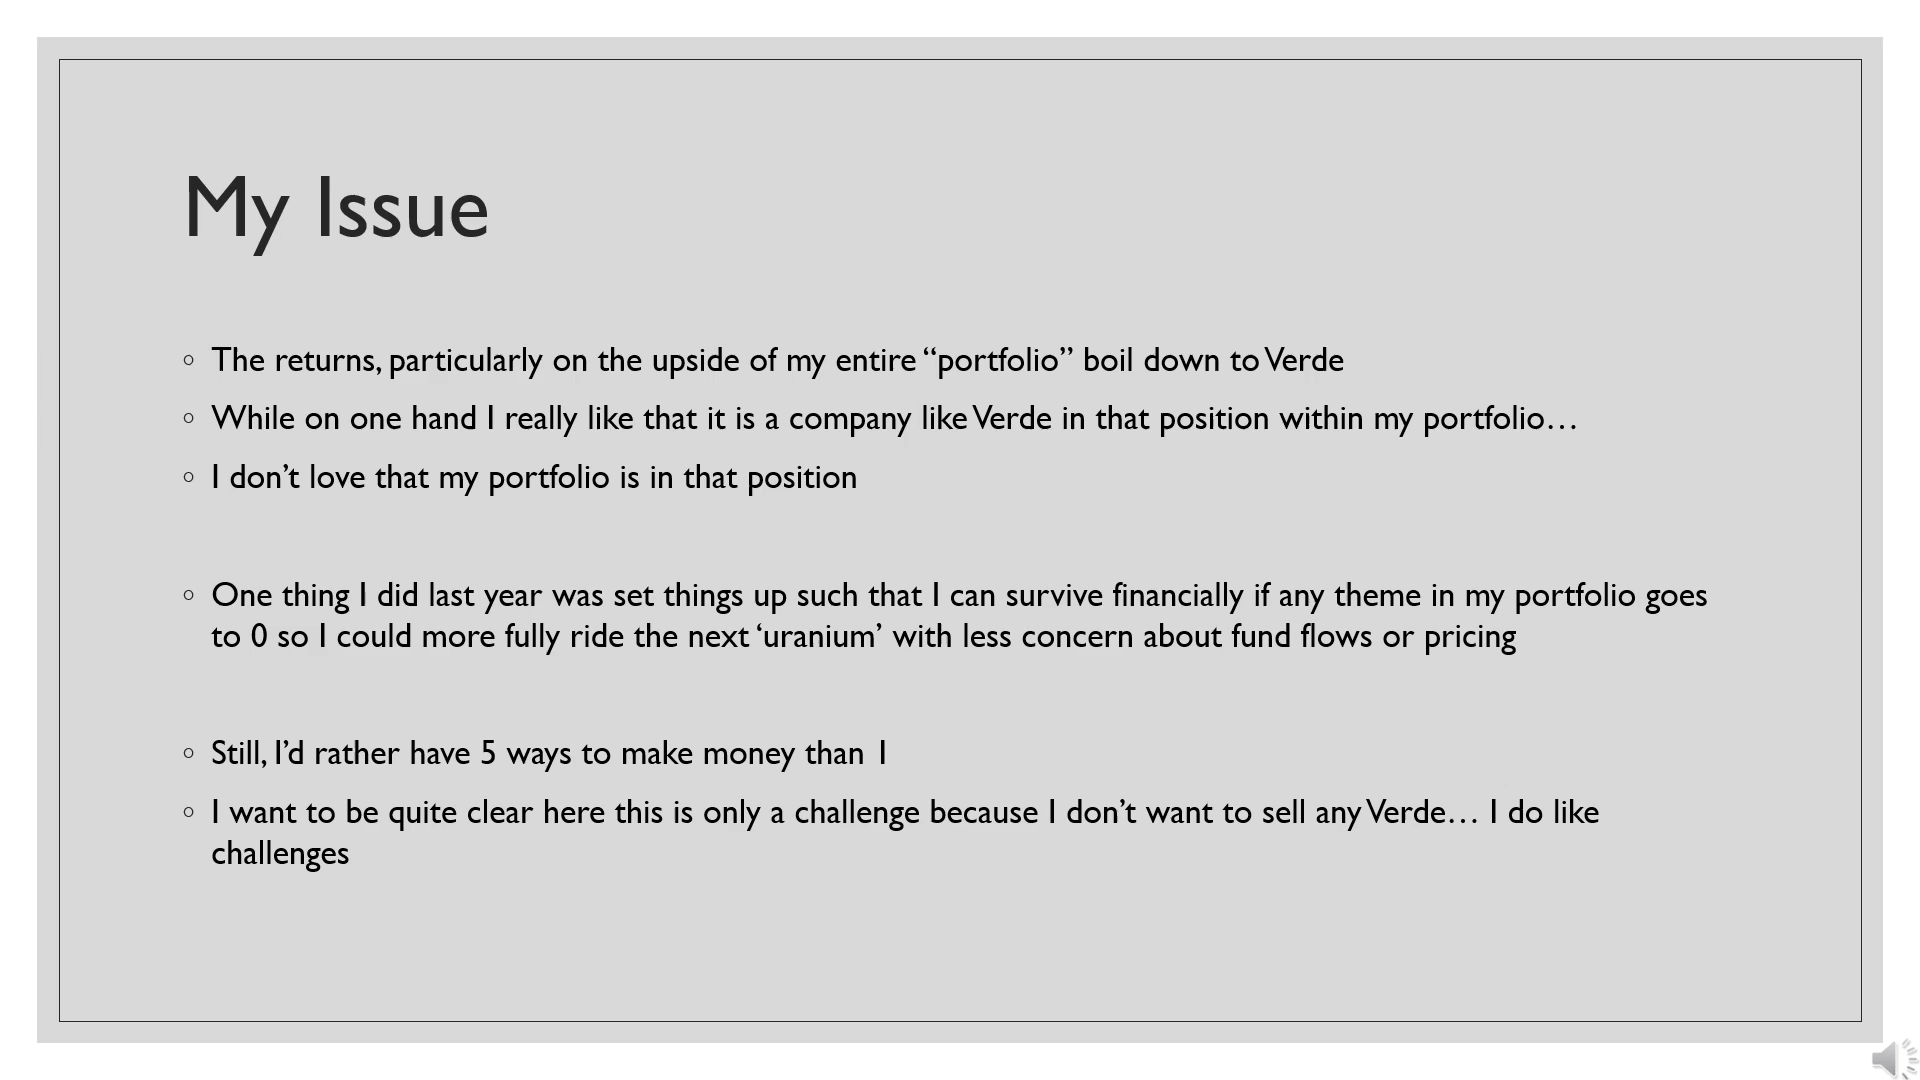 My Issue
The returns, particularly on the upside of my entire “portfolio” boil down to Verde
While on one hand I really like that it is a company like Verde in that position within my portfolio…
I don’t love that my portfolio is in that position
One thing I did last year was set things up such that I can survive financially if any theme in my portfolio goes
to 0 so I could more fully ride the next ‘uranium’ with less concern about fund flows or pricing
Still, I’d rather have 5 ways to make money than 1
I want to be quite clear here this is only a challenge because I don’t want to sell any Verde… I do like
challenges